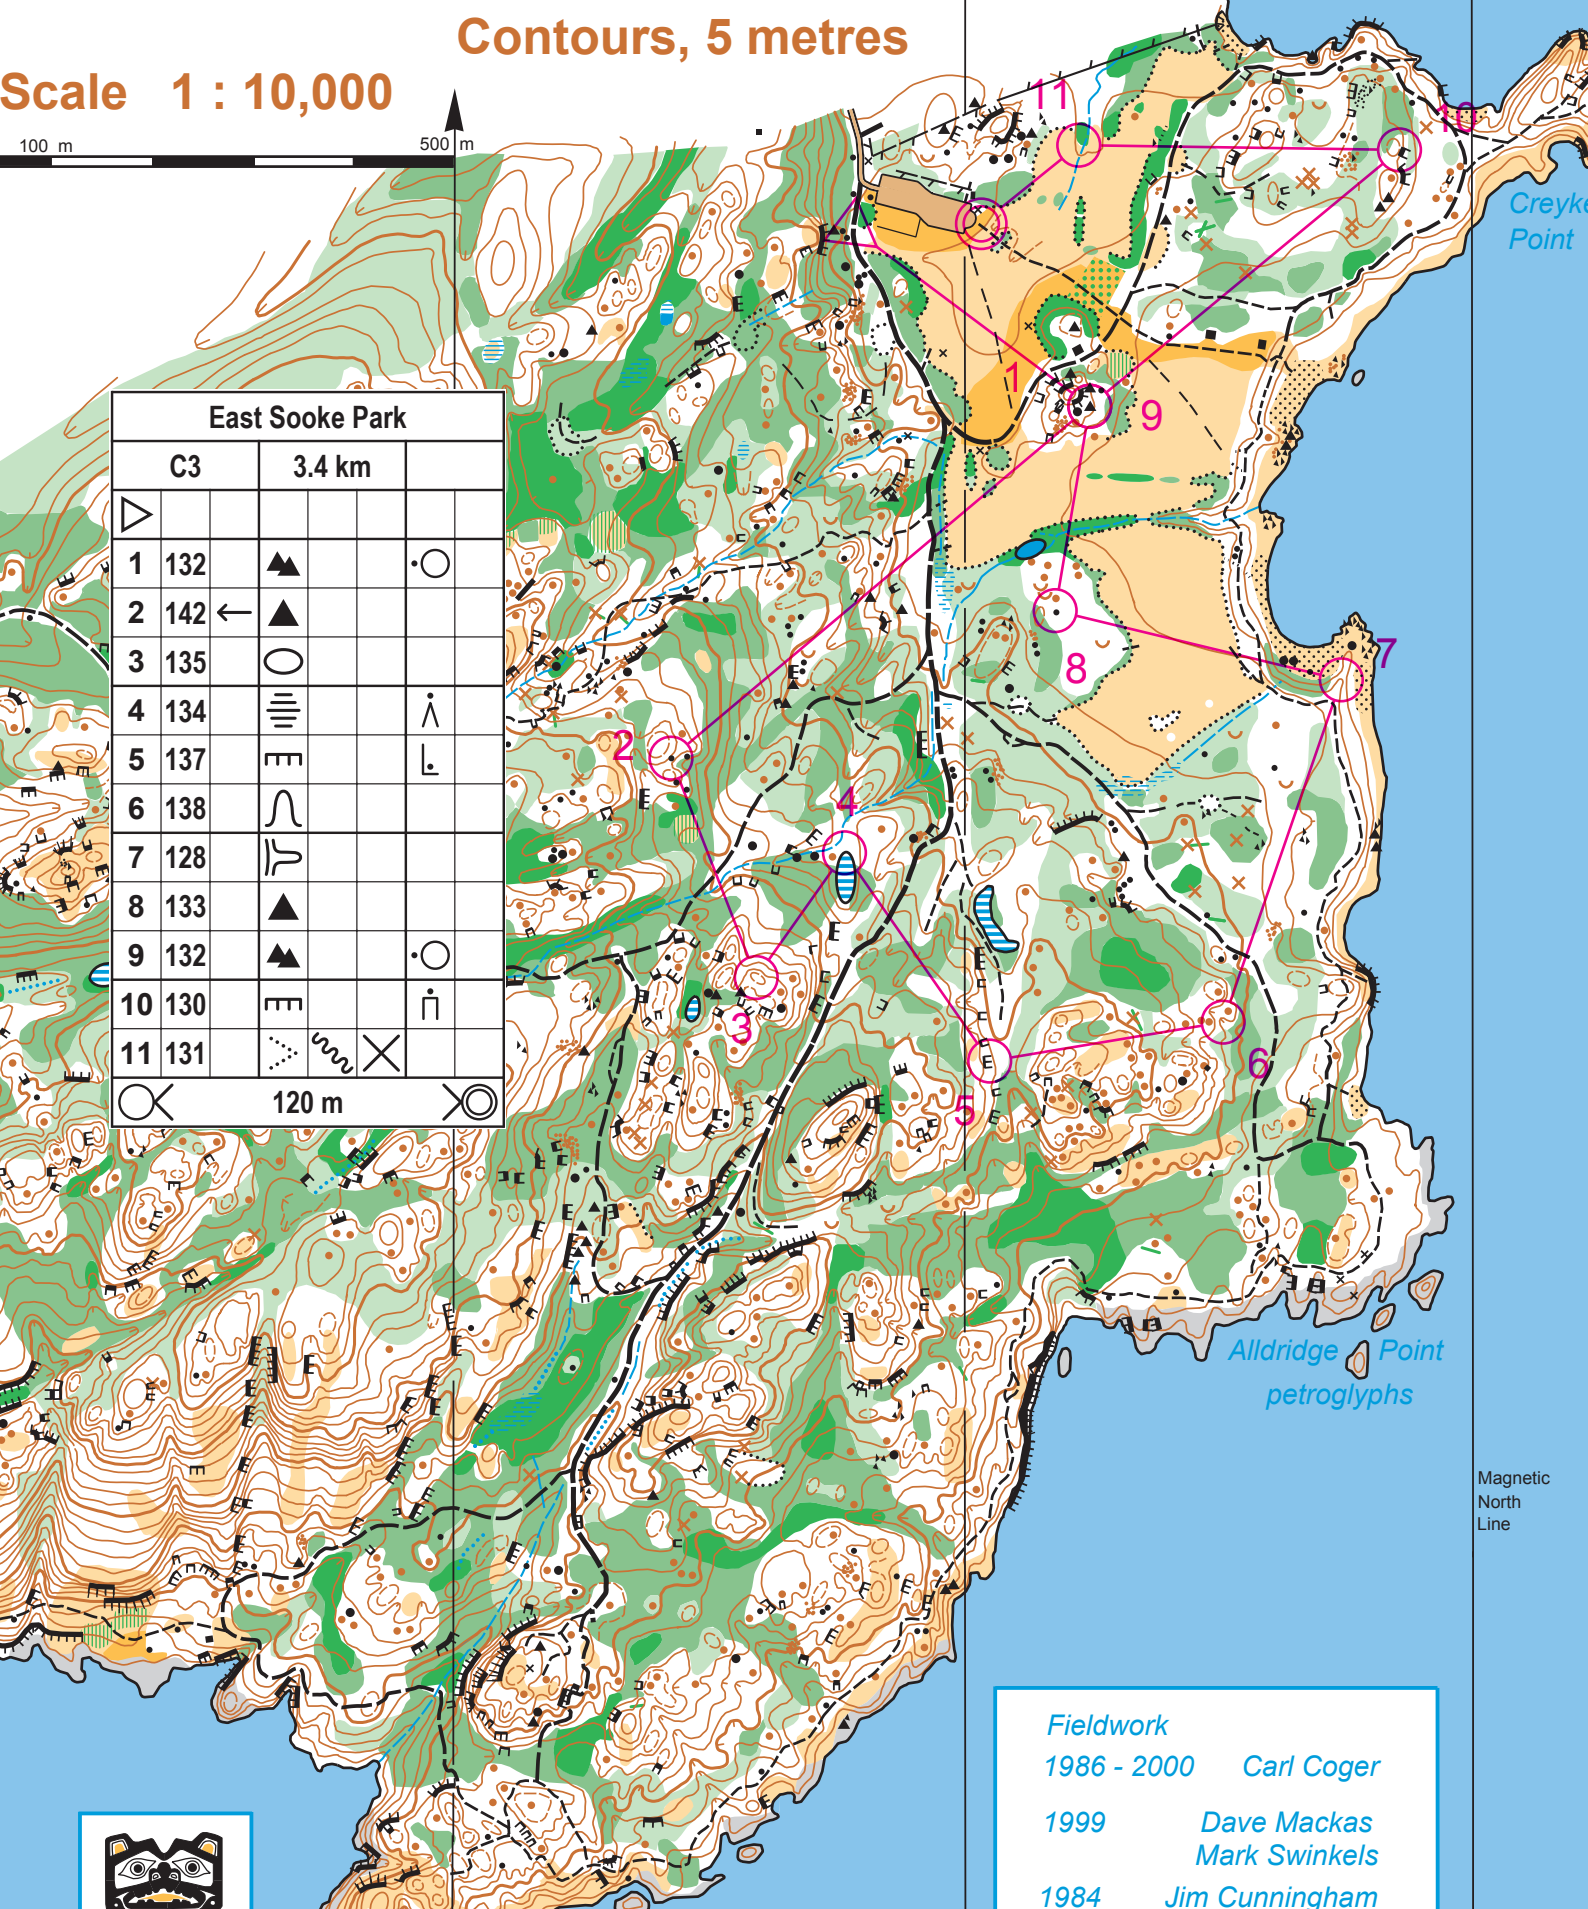 Contours, 5 metres
Scale 1 : 10,000
100 m
500 m
East Sooke Park
C3 3.4 km
1 132
2 142
3 135
4 134
5 137
6 138
7 128
8 133
9 132
10 130
11 131
120 m
11
10
Creyke
Point
1
9
7
8
2
4
3
6
5
Alldridge Point
petroglyphs
Magnetic
North
Line
Fieldwork
1986 - 2000 Carl Coger
1999 Dave Mackas
Mark Swinkels
1984 Jim Cunningham